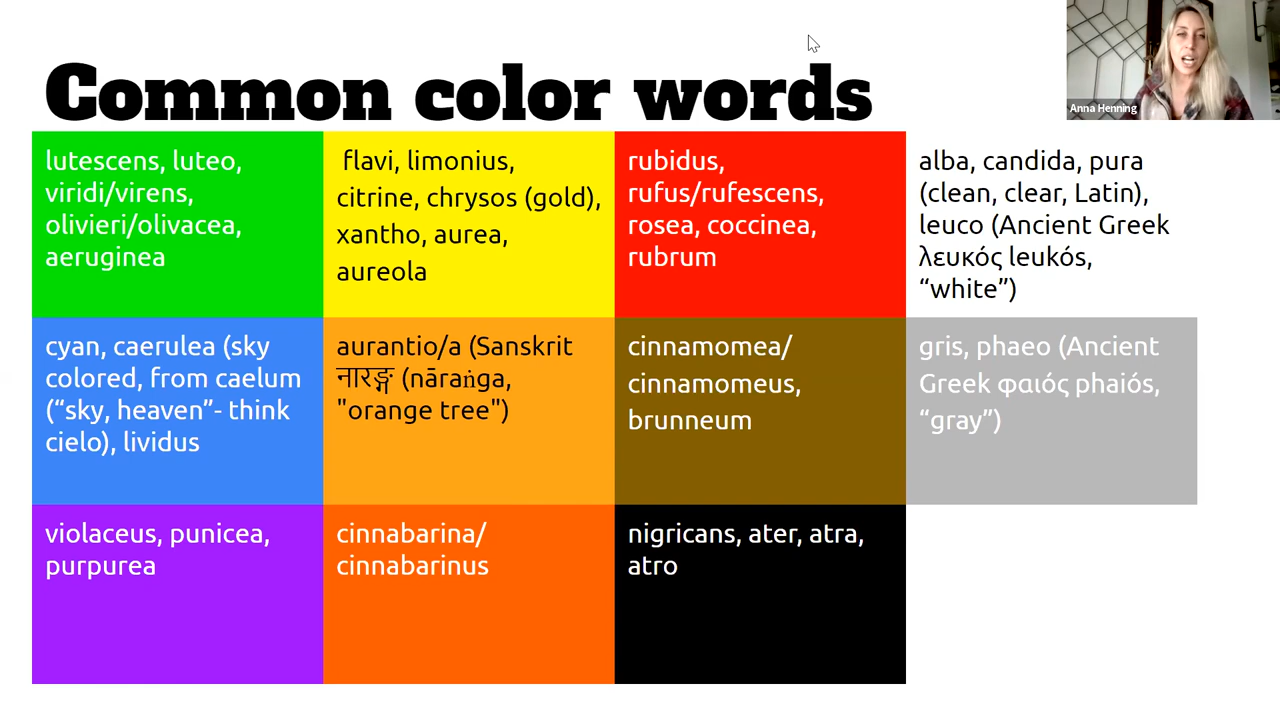 Common color words
Anna Henning
lutescens, luteo,
viridi/virens,
olivieri/olivacea,
aeruginea
flavi, limonius,
citrine, chrysos (gold),
xantho, aurea,
aureola
rubidus,
rufus/rufescens,
rosea, coccinea,
rubrum
alba, candida, pura
(clean, clear, Latin),
leuco (Ancient Greek
λευκός leukós,
“white”)
cyan, caerulea (sky
colored, from caelum
(“sky, heaven”- think
cielo), lividus
aurantio/a (Sanskrit
नारङ्ग (nāraṅga,
"orange tree")
cinnamomea/
cinnamomeus,
brunneum
gris, phaeo (Ancient
Greek φαιός phaiós,
“gray”)
violaceus, punicea,
purpurea
cinnabarina/
cinnabarinus
nigricans, ater, atra,
atro